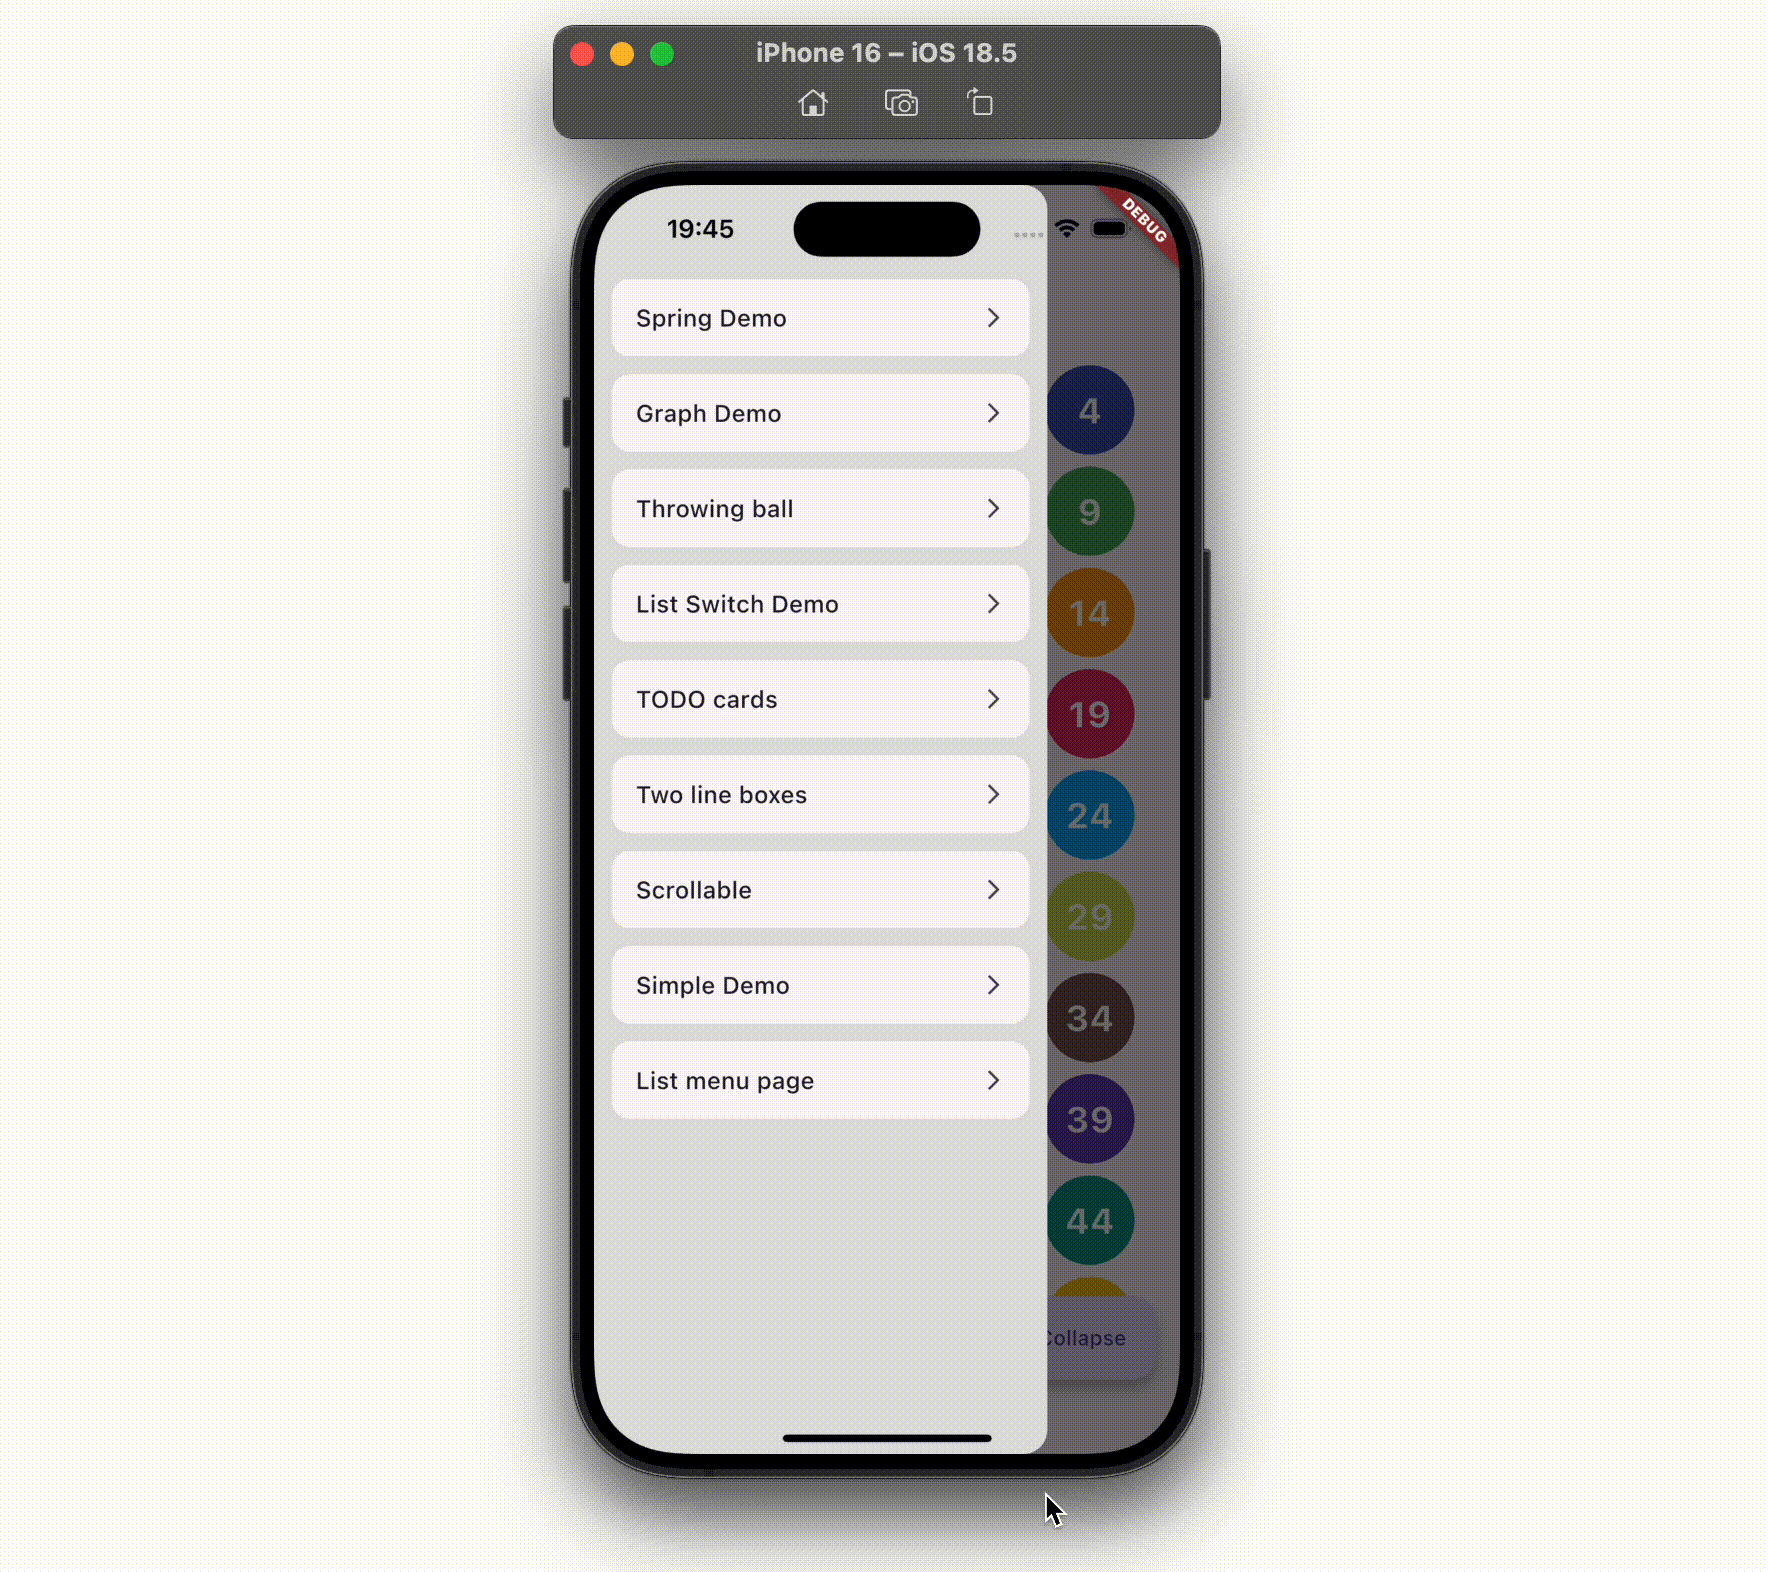 iPhone 16 – iOS 18.5
19:45
DEBUG
Spring Demo
Graph Demo
Throwing ball
List Switch Demo
TODO cards
Two line boxes
Scrollable
Simple Demo
List menu page
4
9
14
19
24
29
34
39
44
Collapse